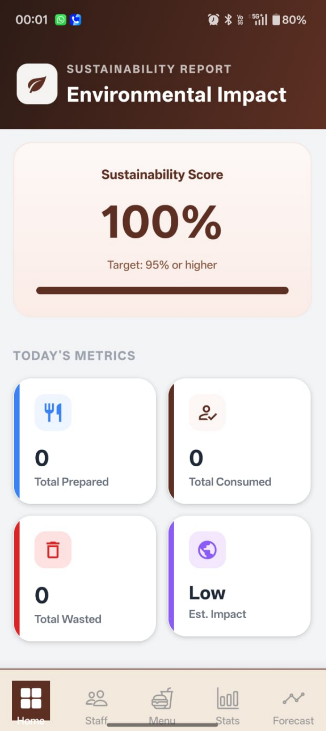 00:01
5G
80%
SUSTAINABILITY REPORT
Environmental Impact
Sustainability Score
100%
Target: 95% or higher
TODAY'S METRICS
0
Total Prepared
0
Total Consumed
0
Total Wasted
Low
Est. Impact
Home
Staff
Menu
Stats
Forecast